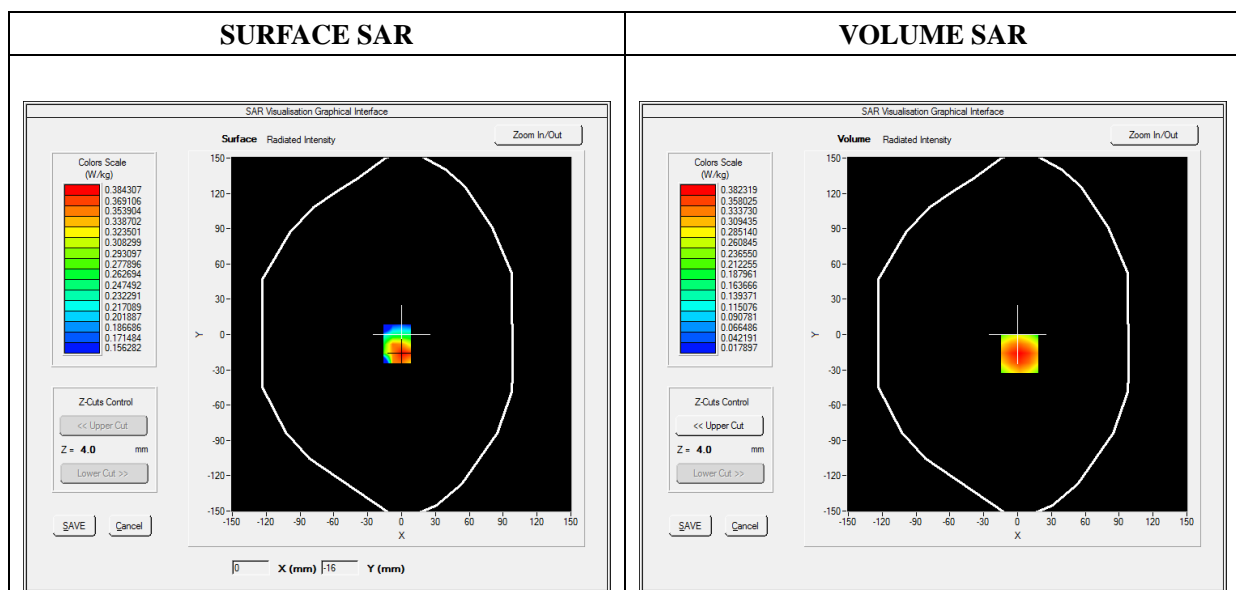 SURFACE SAR
VOLUME SAR
SAR Visualisation Graphical Interface
Surface Radiated Intensity
Zoom In/Out
Colors Scale
(W/kg)
0.384307
0.369106
0.353904
0.338702
0.323501
0.308299
0.293097
0.277896
0.262694
0.247492
0.232291
0.217089
0.201887
0.186686
0.171484
0.156282
Z-Cuts Control
<< Upper Cut
Z = 4.0 mm
Lower Cut >>
SAVE Cancel
150
120
90
60
30
0
-30
-60
-90
-120
-150
Y
-150 -120 -90 -60 -30 0 30 60 90 120 150
X
0 X (mm) -16 Y (mm)
SAR Visualisation Graphical Interface
Volume Radiated Intensity
Zoom In/Out
Colors Scale
(W/kg)
0.382319
0.358025
0.333730
0.309435
0.285140
0.260845
0.236550
0.212255
0.187961
0.163666
0.139371
0.115076
0.090781
0.066486
0.042191
0.017897
Z-Cuts Control
<< Upper Cut
Z = 4.0 mm
Lower Cut >>
SAVE Cancel
150
120
90
60
30
0
-30
-60
-90
-120
-150
Y
-150 -120 -90 -60 -30 0 30 60 90 120 150
X